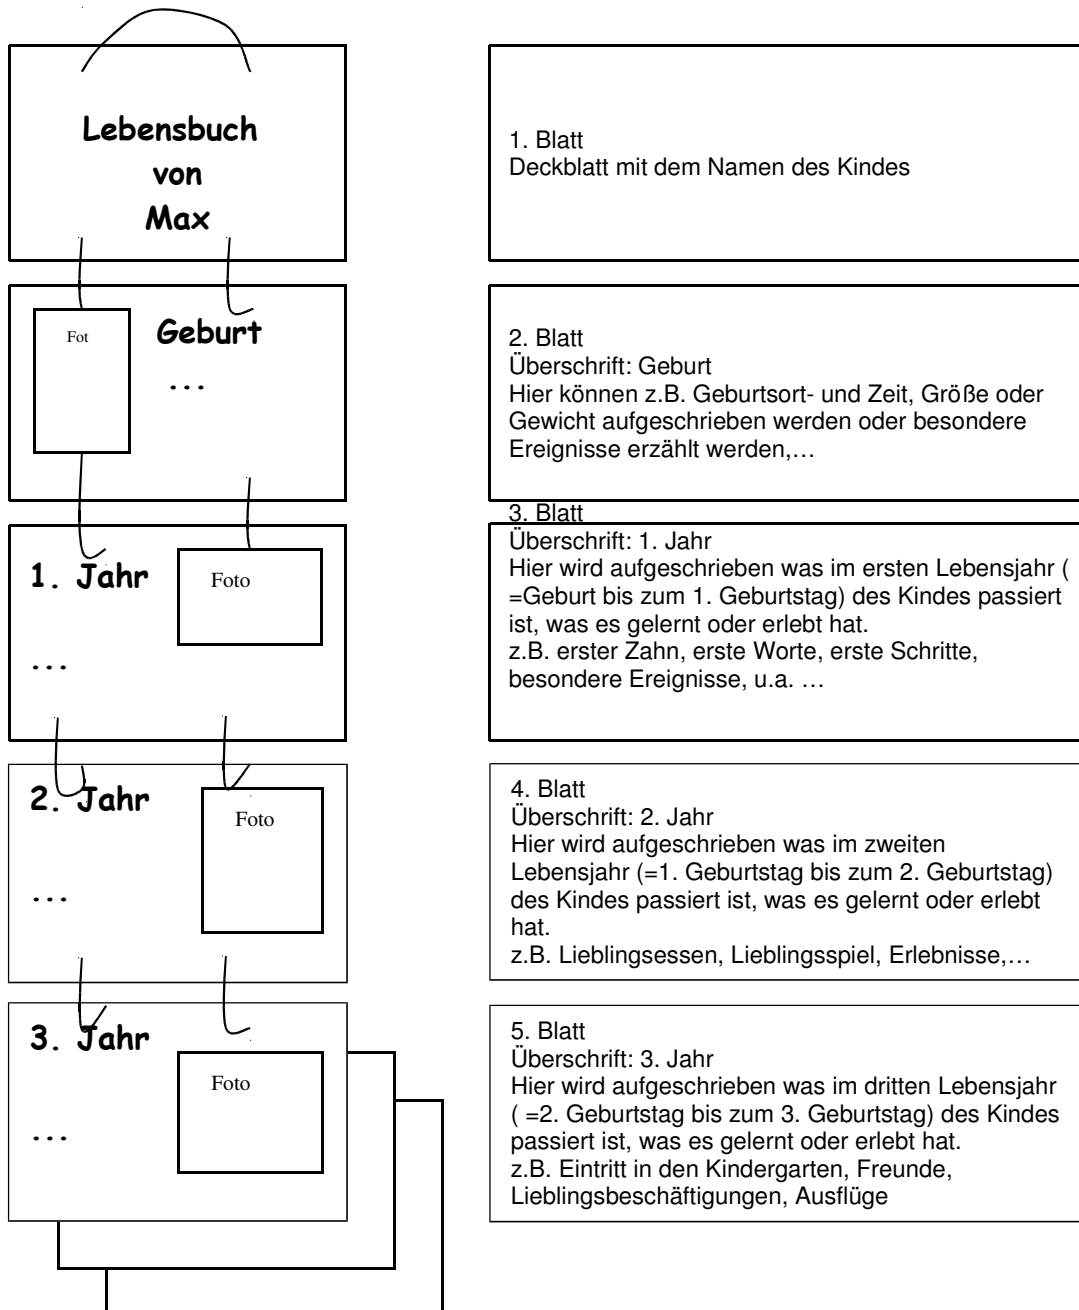 Lebensbuch
von
Max
1. Blatt
Deckblatt mit dem Namen des Kindes
Fot
Geburt
...
2. Blatt
Überschrift: Geburt
Hier können z.B. Geburtsort- und Zeit, Größe oder
Gewicht aufgeschrieben werden oder besondere
Ereignisse erzählt werden,…
1. Jahr
Foto
...
3. Blatt
Überschrift: 1. Jahr
Hier wird aufgeschrieben was im ersten Lebensjahr (
=Geburt bis zum 1. Geburtstag) des Kindes passiert
ist, was es gelernt oder erlebt hat.
z.B. erster Zahn, erste Worte, erste Schritte,
besondere Ereignisse, u.a. …
2. Jahr
Foto
...
4. Blatt
Überschrift: 2. Jahr
Hier wird aufgeschrieben was im zweiten
Lebensjahr (=1. Geburtstag bis zum 2. Geburtstag)
des Kindes passiert ist, was es gelernt oder erlebt
hat.
z.B. Lieblingsessen, Lieblingsspiel, Erlebnisse,…
3. Jahr
Foto
...
5. Blatt
Überschrift: 3. Jahr
Hier wird aufgeschrieben was im dritten Lebensjahr
( =2. Geburtstag bis zum 3. Geburtstag) des Kindes
passiert ist, was es gelernt oder erlebt hat.
z.B. Eintritt in den Kindergarten, Freunde,
Lieblingsbeschäftigungen, Ausflüge